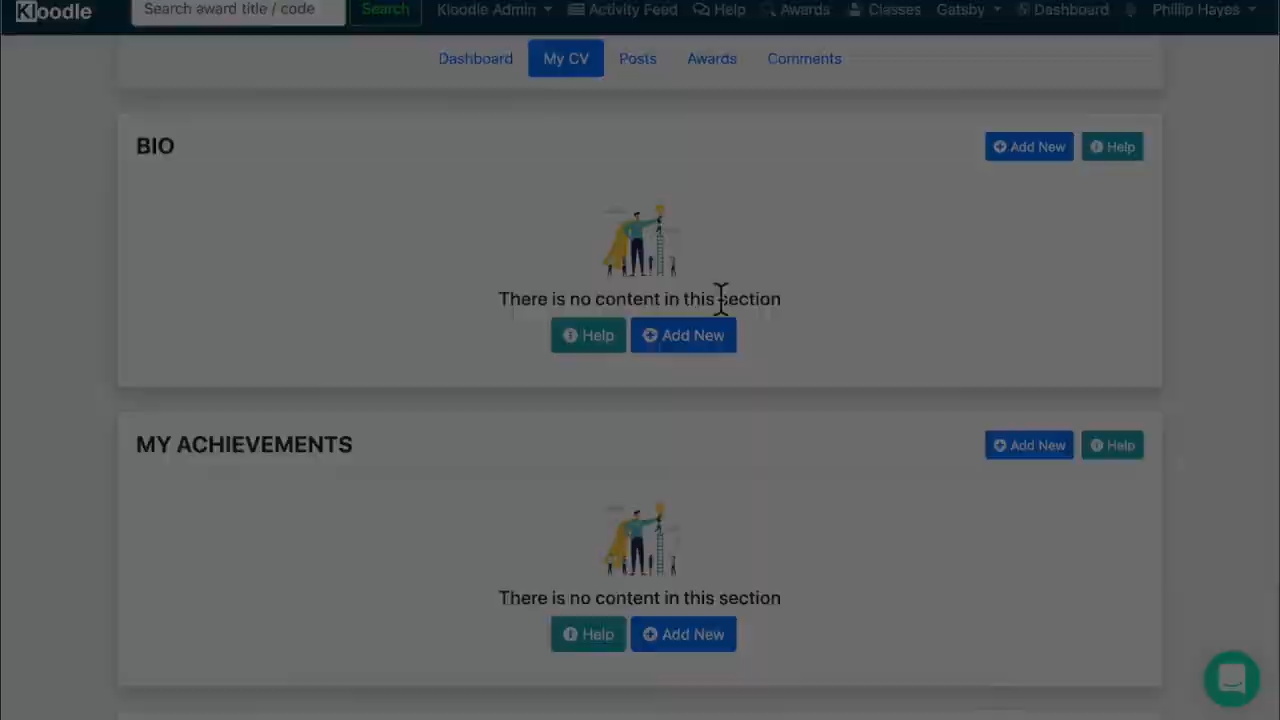 Kloodle Search award title / code Search Kloodle Admin Activity Feed Help Awards Classes Gatsby Dashboard Phillip Hayes
Dashboard My CV Posts Awards Comments
BIO Add New Help
There is no content in this section
Help Add New
MY ACHIEVEMENTS Add New Help
There is no content in this section
Help Add New